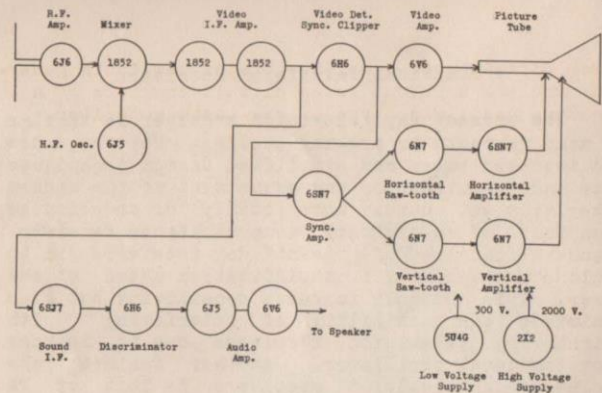 R.F.
Amp.
Mixer
Video
I.F. Amp.
Video Det.
Sync. Clipper
Video
Amp.
Picture
Tube
6J6
1852
1852
1852
6H6
6V6
H.F. Osc.
6J5
6N7
6SN7
Horizontal
Saw-tooth
Horizontal
Amplifier
6SN7
Sync.
Amp.
6N7
6N7
Vertical
Saw-tooth
Vertical
Amplifier
6SJ7
6H6
6J5
6V6
To Speaker
Sound
I.F.
Discriminator
Audio
Amp.
300 V.
2000 V.
5U4G
2X2
Low Voltage
Supply
High Voltage
Supply